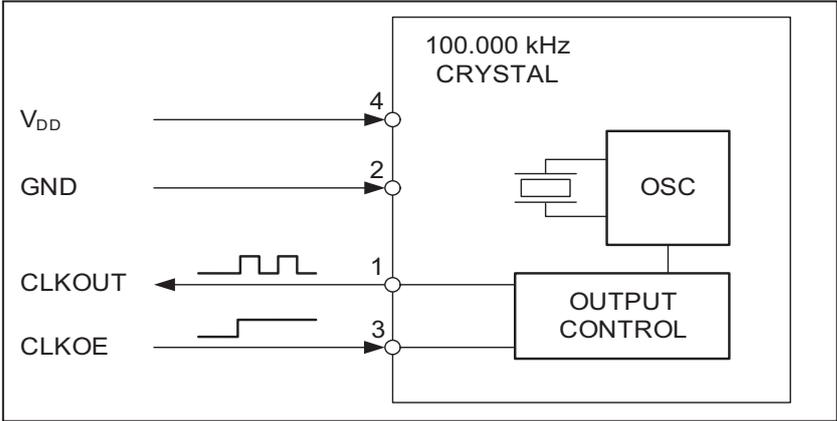 100.000 kHz
CRYSTAL
4
VDD
2
GND
OSC
1
CLKOUT
OUTPUT
CONTROL
3
CLKOE